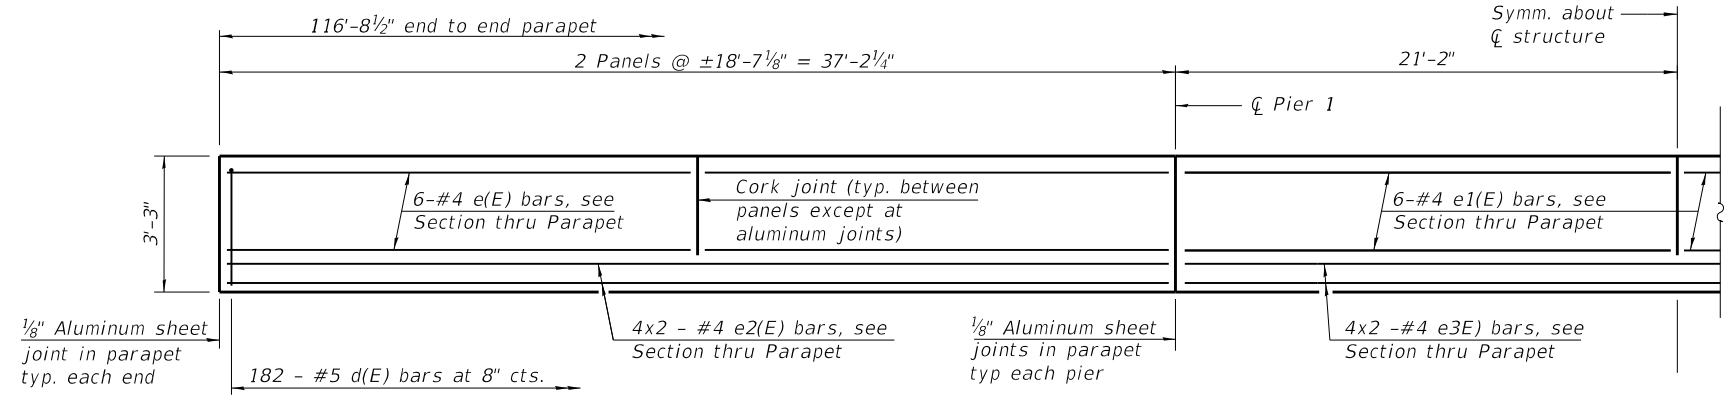 116'-8½" end to end parapet
Symm. about
℄ structure
2 Panels @ ±18'-7⅛" = 37'-2¼"
21'-2"
℄ Pier 1
3'-3"
6-#4 e(E) bars, see
Section thru Parapet
Cork joint (typ. between
panels except at
aluminum joints)
6-#4 e1(E) bars, see
Section thru Parapet
⅛" Aluminum sheet
joint in parapet
typ. each end
4x2 - #4 e2(E) bars, see
Section thru Parapet
⅛" Aluminum sheet
joints in parapet
typ each pier
4x2 -#4 e3E) bars, see
Section thru Parapet
182 - #5 d(E) bars at 8" cts.